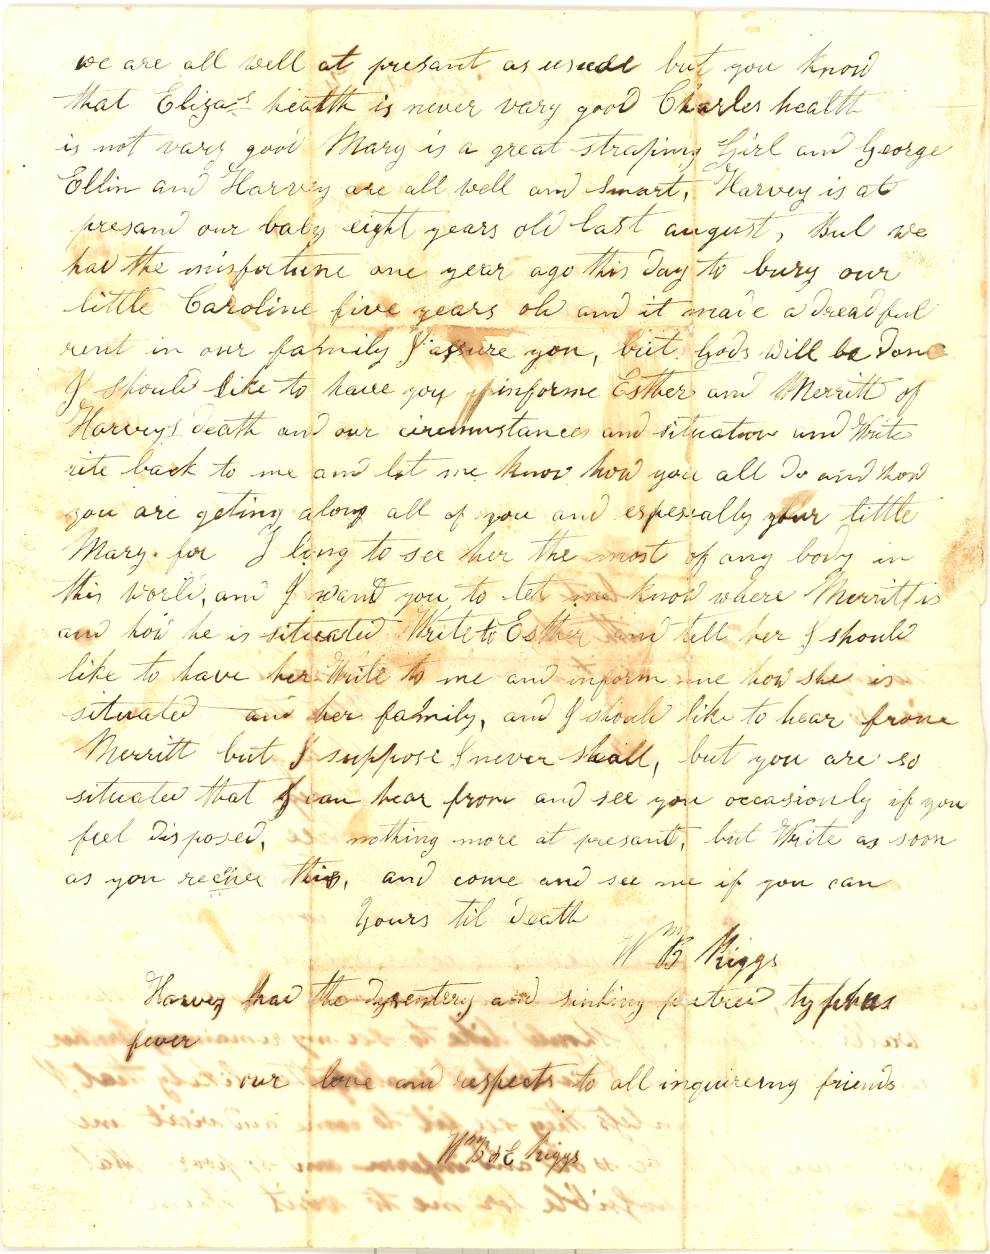 we are all well at presant as usual but you know
that Elizas health is never vary good Charles health
is not vary good Mary is a great straping Girl and George
Ellin and Harvey are all well and smart, Harvey is at
presand our baby eight years old last august, But we
had the misfortune one year ago this day to bury our
little Caroline five years old and it made a dreadful
rent in our family I assure you, but Gods will be done
I should like to have you informe Esther and Merritt of
Harveys death and our circumstances and situation and Write
rite back to me and let me know how you all do and how
you are geting along all of you and espescally your little
Mary. for I long to see her the most of any body in
this world, and I want you to let me know where Merritt is
and how he is situated Write to Esther and tell her I should
like to have her Write to me and inform me how she is
situated and her family, and I should like to hear from
Merritt but I suppose I never shall, but you are so
situated that I can hear from and see you occasionly if you
feel disposed, nothing more at presant, but Write as soon
as you receive this, and come and see me if you can
Yours til death
Wm B Riggs
Harvey had the dysentery and sinking putred typhus
fever
our love and respects to all inquireing friends
Wm B & E Riggs